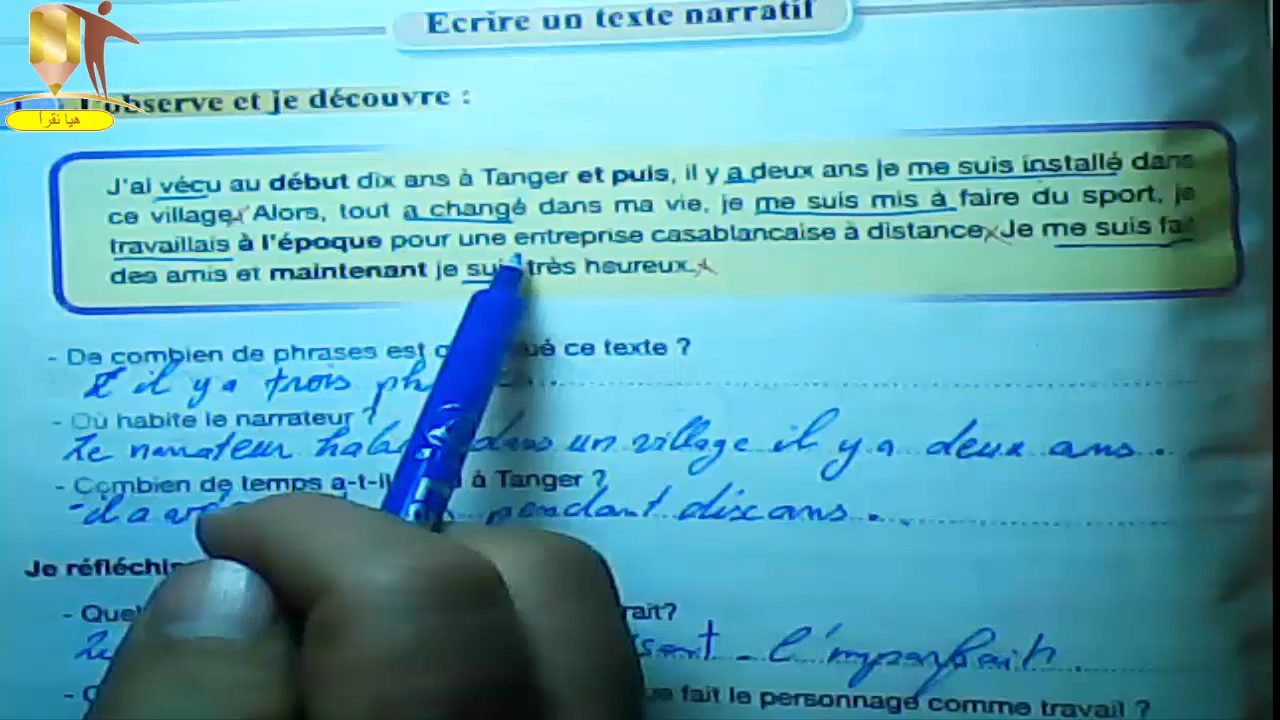 Ecrire un texte narratif
هيا نقرا
J'observe et je découvre :
J'ai vécu au début dix ans à Tanger et puis, il y a deux ans je me suis installé dans
ce village. Alors, tout a changé dans ma vie, je me suis mis à faire du sport, je
travaillais à l'époque pour une entreprise casablancaise à distance. Je me suis fait
des amis et maintenant je suis très heureux.
- De combien de phrases est ce texte ?
il y a trois
- Où habite le narrateur ?
Le narrateur dans un village il y a deux ans.
- Combien de temps a-t-il à Tanger ?
- il a pendant dix ans.
Je réfléchis
l'imparfait.
fait le personnage comme travail ?